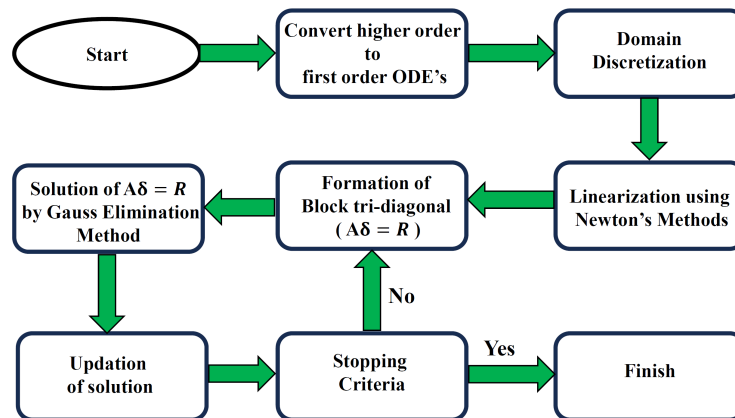 Start
Convert higher order
to
first order ODE's
Domain
Discretization
Linearization using
Newton's Methods
Formation of
Block tri-diagonal
( Aδ = R )
Solution of Aδ = R
by Gauss Elimination
Method
Updation
of solution
Stopping
Criteria
No
Yes
Finish